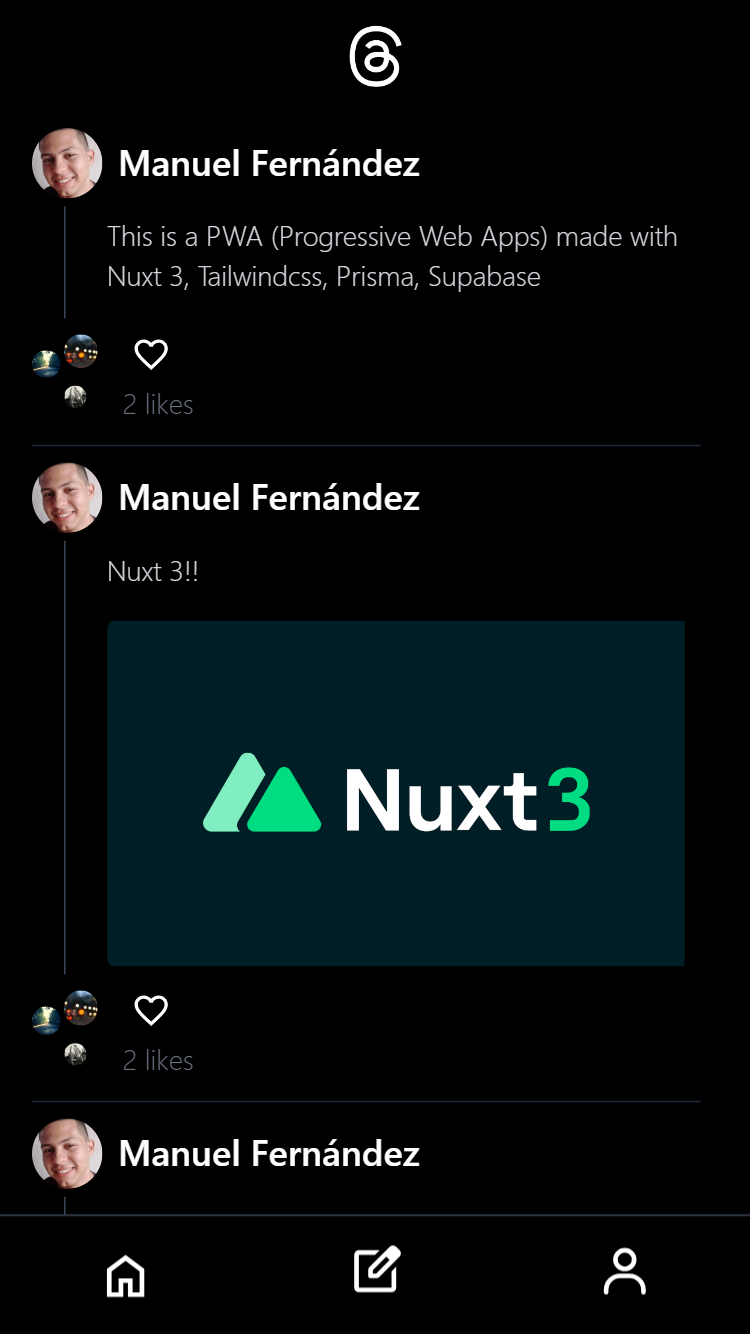 Manuel Fernández
This is a PWA (Progressive Web Apps) made with
Nuxt 3, Tailwindcss, Prisma, Supabase
2 likes
Manuel Fernández
Nuxt 3!!
Nuxt3
2 likes
Manuel Fernández